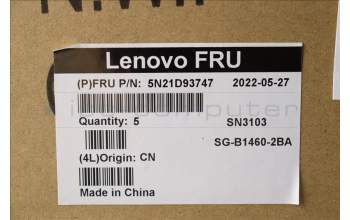 Lenovo FRU
(P)FRU P/N: 5N21D93747 2022-05-27
Quantity: 5 SN3103
SG-B1460-2BA
(4L)Origin: CN
Made in China